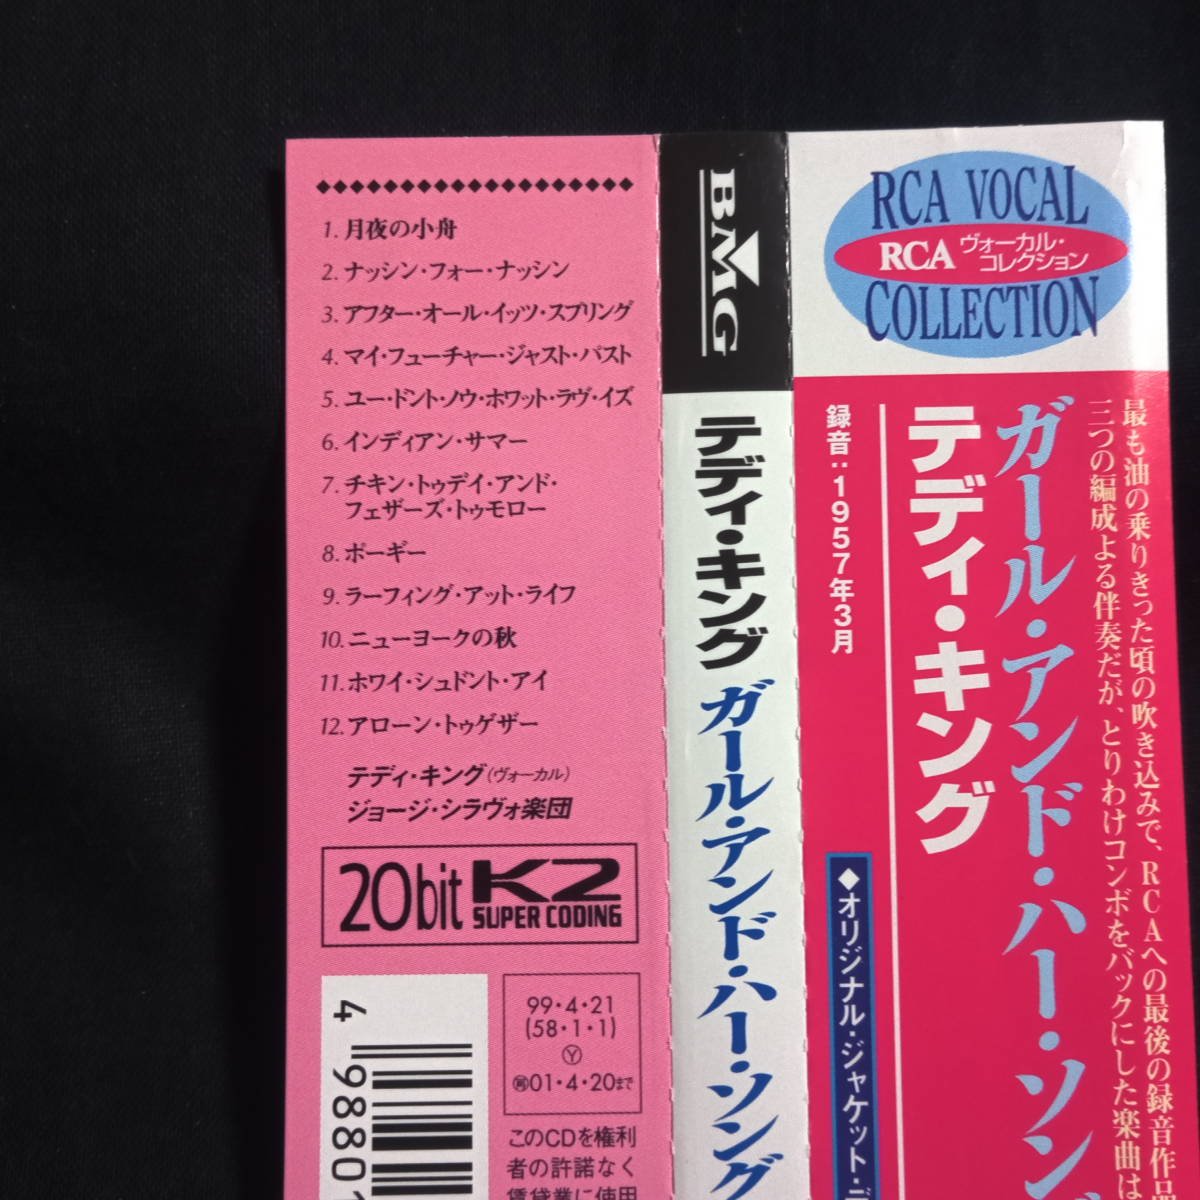 1. 月夜の小舟
2. ナッシン・フォー・ナッシン
3. アフター・オール・イッツ・スプリング
4. マイ・フューチャー・ジャスト・パスト
5. ユー・ドント・ノウ・ホワット・ラヴ・イズ
6. インディアン・サマー
7. チキン・トゥデイ・アンド・
フェザーズ・トゥモロー
8. ポーギー
9. ラーフィング・アット・ライフ
10. ニューヨークの秋
11. ホワイ・シュドント・アイ
12. アローン・トゥゲザー
テディ・キング(ヴォーカル)
ジョージ・シラヴォ楽団
20bit K2
SUPER CODING
4 9880
99・4・21
(58・1・1)
Ⓨ
01・4・20まで
このCDを権利
者の許諾なく
賃貸業に使用
BMG
テディ・キング ガール・アンド・ハー・ソング
RCA VOCAL
RCA ヴォーカル・
コレクション
COLLECTION
最も油の乗りきった頃の吹き込みで、RCAへの最後の録音作品
三つの編成よる伴奏だが、とりわけコンボをバックにした楽曲は
ガール・アンド・ハー・ソン
テディ・キング
録音:1957年3月
◆オリジナル・ジャケット・デ